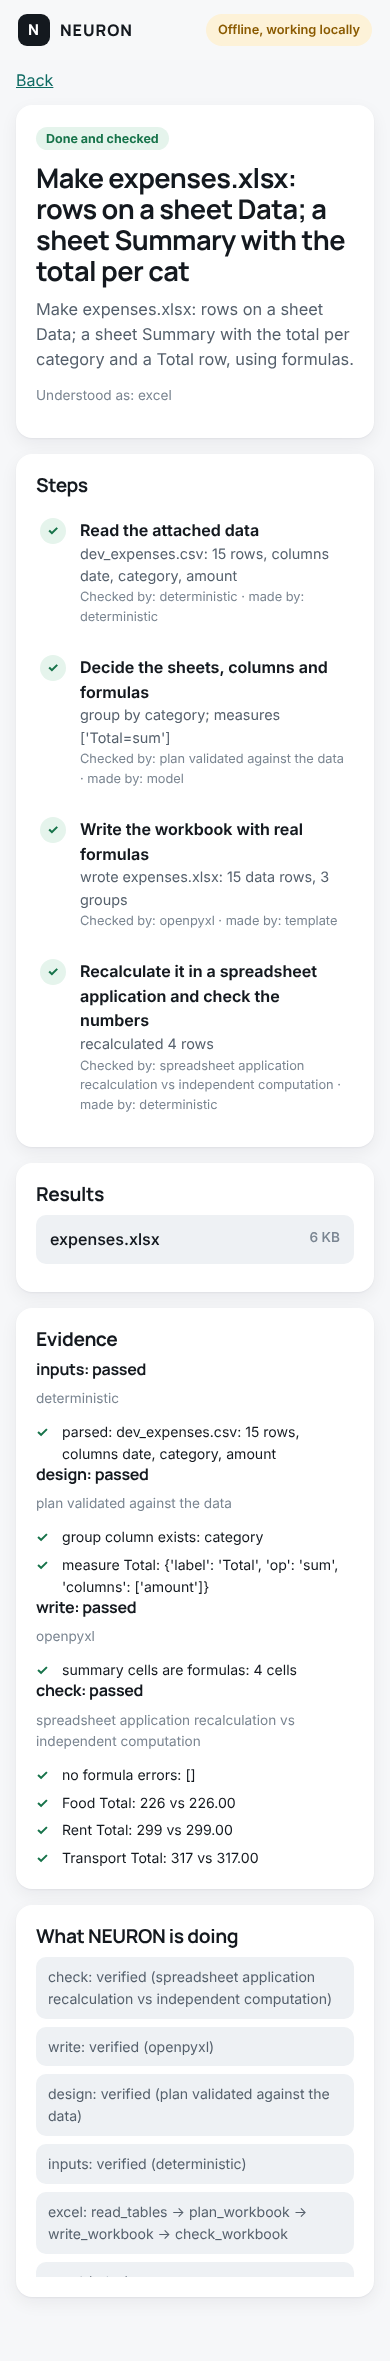 N NEURON Offline, working locally
Back
Done and checked
Make expenses.xlsx:
rows on a sheet Data; a
sheet Summary with the
total per cat
Make expenses.xlsx: rows on a sheet
Data; a sheet Summary with the total per
category and a Total row, using formulas.
Understood as: excel
Steps
✓ Read the attached data
dev_expenses.csv: 15 rows, columns
date, category, amount
Checked by: deterministic · made by:
deterministic
✓ Decide the sheets, columns and
formulas
group by category; measures
['Total=sum']
Checked by: plan validated against the data
· made by: model
✓ Write the workbook with real
formulas
wrote expenses.xlsx: 15 data rows, 3
groups
Checked by: openpyxl · made by: template
✓ Recalculate it in a spreadsheet
application and check the
numbers
recalculated 4 rows
Checked by: spreadsheet application
recalculation vs independent computation ·
made by: deterministic
Results
expenses.xlsx 6 KB
Evidence
inputs: passed
deterministic
✓ parsed: dev_expenses.csv: 15 rows,
columns date, category, amount
design: passed
plan validated against the data
✓ group column exists: category
✓ measure Total: {'label': 'Total', 'op': 'sum',
'columns': ['amount']}
write: passed
openpyxl
✓ summary cells are formulas: 4 cells
check: passed
spreadsheet application recalculation vs
independent computation
✓ no formula errors: []
✓ Food Total: 226 vs 226.00
✓ Rent Total: 299 vs 299.00
✓ Transport Total: 317 vs 317.00
What NEURON is doing
check: verified (spreadsheet application
recalculation vs independent computation)
write: verified (openpyxl)
design: verified (plan validated against the
data)
inputs: verified (deterministic)
excel: read_tables → plan_workbook →
write_workbook → check_workbook